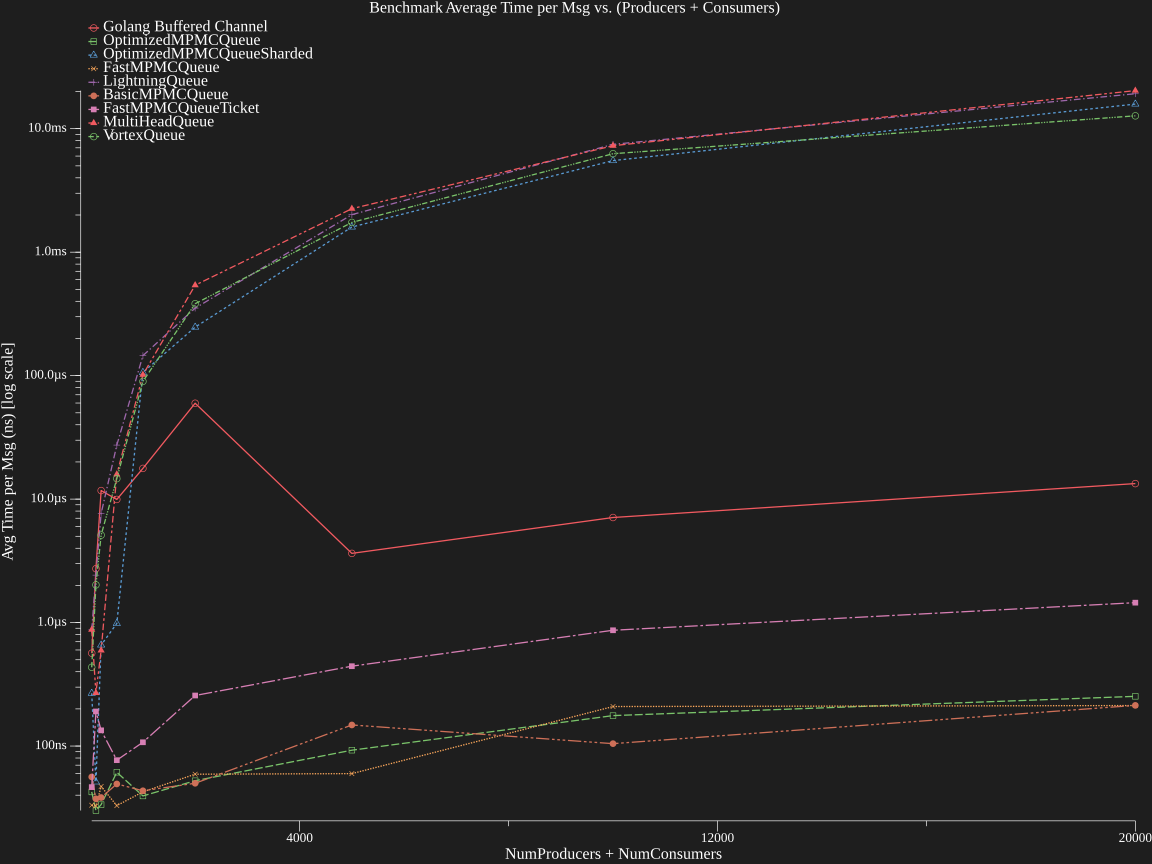 Benchmark Average Time per Msg vs. (Producers + Consumers)
Golang Buffered Channel
OptimizedMPMCQueue
OptimizedMPMCQueueSharded
FastMPMCQueue
LightningQueue
BasicMPMCQueue
FastMPMCQueueTicket
MultiHeadQueue
VortexQueue
10.0ms
1.0ms
100.0µs
10.0µs
1.0µs
100ns
Avg Time per Msg (ns) [log scale]
4000
12000
20000
NumProducers + NumConsumers